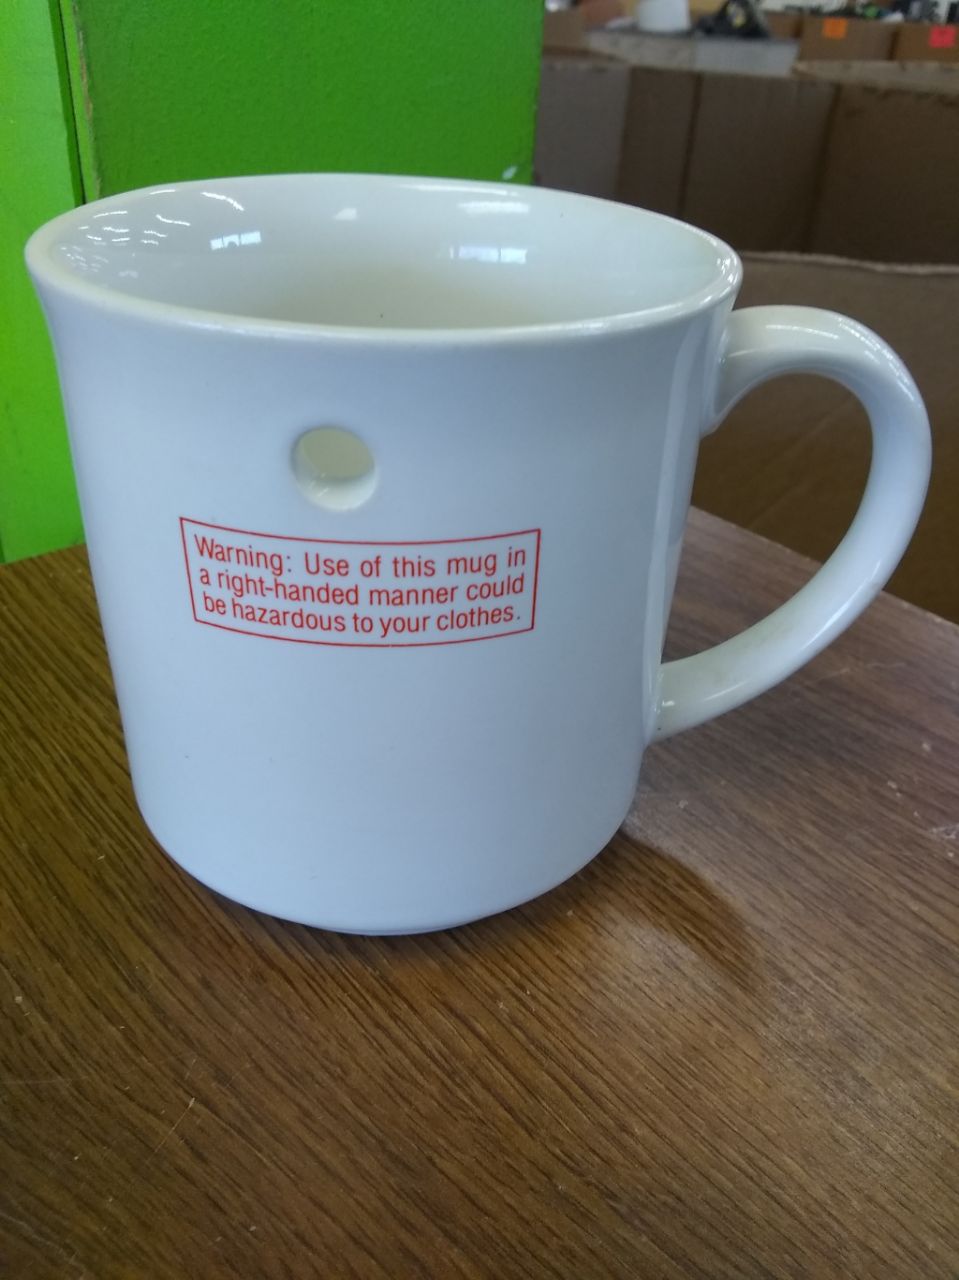 Warning: Use of this mug in
a right-handed manner could
be hazardous to your clothes.